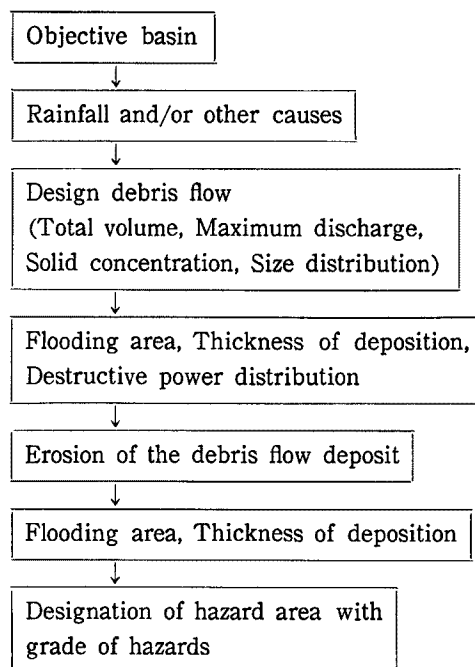 Objective basin
↓
Rainfall and/or other causes
↓
Design debris flow
(Total volume, Maximum discharge,
Solid concentration, Size distribution)
↓
Flooding area, Thickness of deposition,
Destructive power distribution
↓
Erosion of the debris flow deposit
↓
Flooding area, Thickness of deposition
↓
Designation of hazard area with
grade of hazards